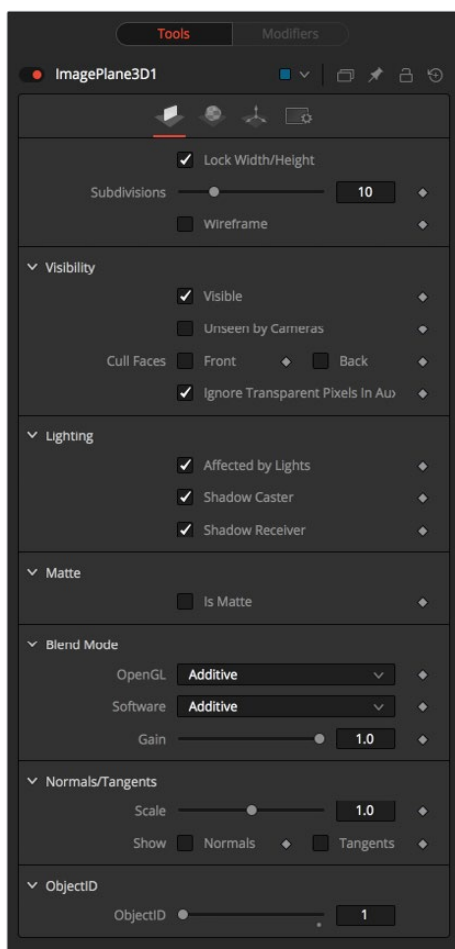 Tools Modifiers
ImagePlane3D1
Lock Width/Height
Subdivisions 10
Wireframe
Visibility
Visible
Unseen by Cameras
Cull Faces Front Back
Ignore Transparent Pixels In Aux
Lighting
Affected by Lights
Shadow Caster
Shadow Receiver
Matte
Is Matte
Blend Mode
OpenGL Additive
Software Additive
Gain 1.0
Normals/Tangents
Scale 1.0
Show Normals Tangents
ObjectID
ObjectID 1